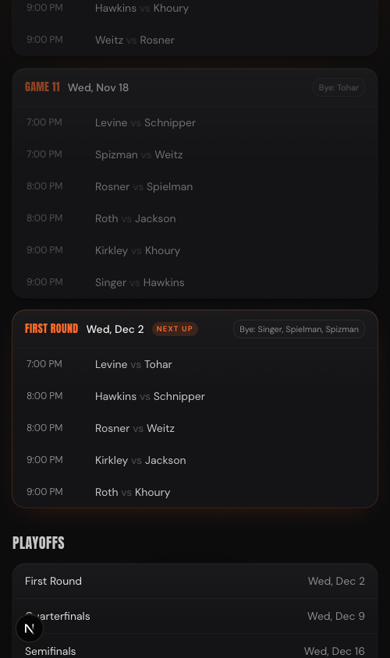 9:00 PM Hawkins vs Khoury
9:00 PM Weitz vs Rosner
GAME 11 Wed, Nov 18 Bye: Tohar
7:00 PM Levine vs Schnipper
7:00 PM Spizman vs Weitz
8:00 PM Rosner vs Spielman
8:00 PM Roth vs Jackson
9:00 PM Kirkley vs Khoury
9:00 PM Singer vs Hawkins
FIRST ROUND Wed, Dec 2 NEXT UP Bye: Singer, Spielman, Spizman
7:00 PM Levine vs Tohar
8:00 PM Hawkins vs Schnipper
8:00 PM Rosner vs Weitz
9:00 PM Kirkley vs Jackson
9:00 PM Roth vs Khoury
PLAYOFFS
First Round Wed, Dec 2
Quarterfinals Wed, Dec 9
N
Semifinals Wed, Dec 16